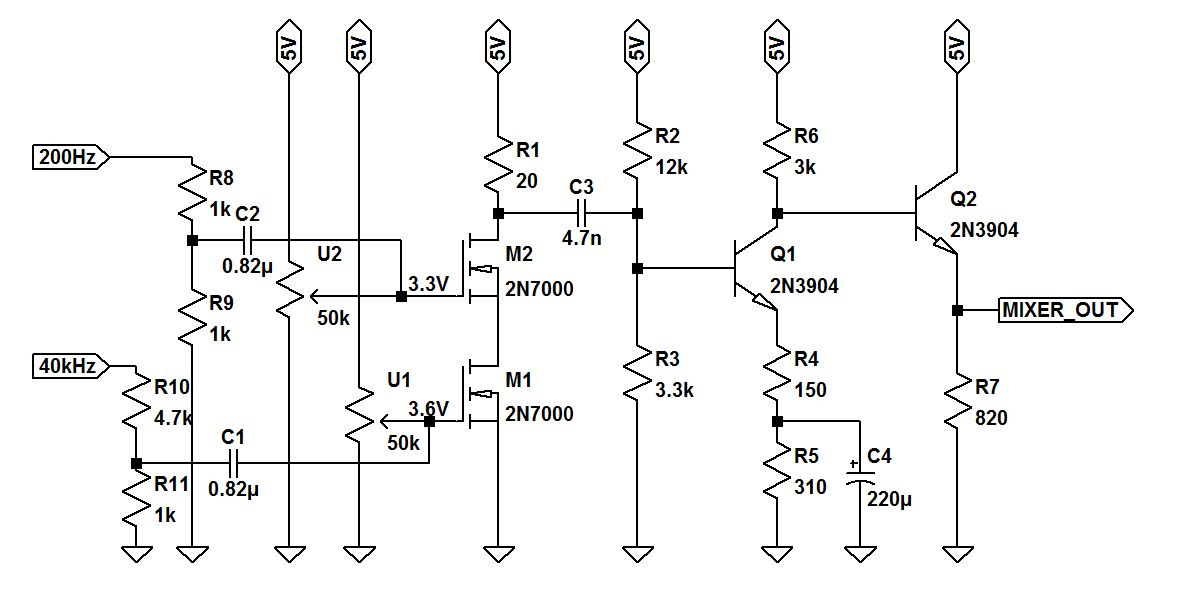 5V
5V
5V
5V
5V
5V
200Hz
R8
1k
C2
0.82µ
R9
1k
40kHz
R10
4.7k
C1
0.82µ
R11
1k
U2
50k
3.3V
U1
50k
3.6V
R1
20
M2
2N7000
M1
2N7000
C3
4.7n
R2
12k
R3
3.3k
R6
3k
Q1
2N3904
R4
150
R5
310
C4
220µ
Q2
2N3904
MIXER_OUT
R7
820